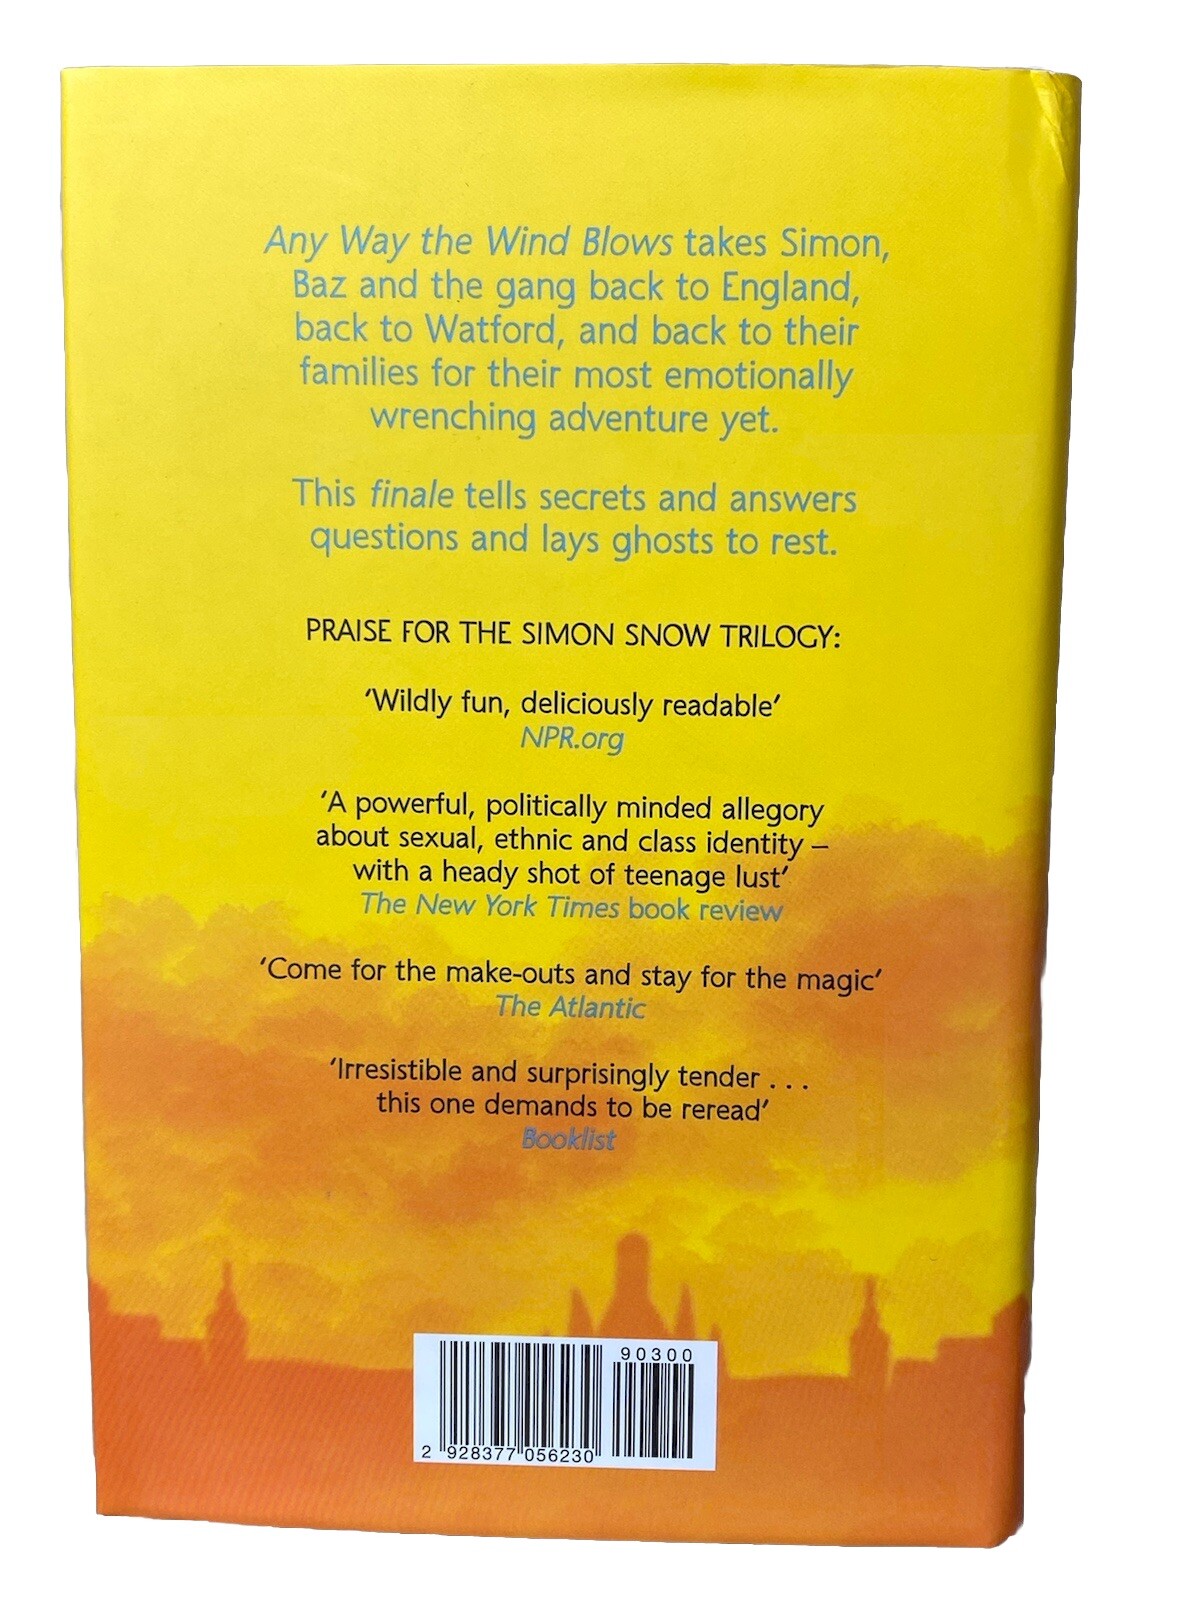 Any Way the Wind Blows takes Simon,
Baz and the gang back to England,
back to Watford, and back to their
families for their most emotionally
wrenching adventure yet.
This finale tells secrets and answers
questions and lays ghosts to rest.
PRAISE FOR THE SIMON SNOW TRILOGY:
‘Wildly fun, deliciously readable’
NPR.org
‘A powerful, politically minded allegory
about sexual, ethnic and class identity –
with a heady shot of teenage lust’
The New York Times book review
‘Come for the make-outs and stay for the magic’
The Atlantic
‘Irresistible and surprisingly tender . . .
this one demands to be reread’
Booklist
90300
2 928377 056230